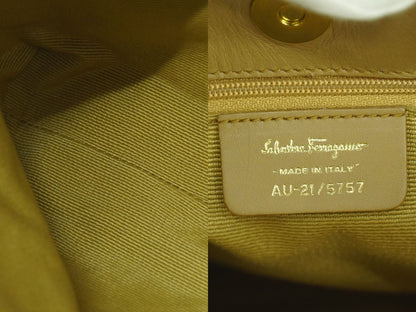 Salvatore Ferragamo
- MADE IN ITALY -
AU-21/5757